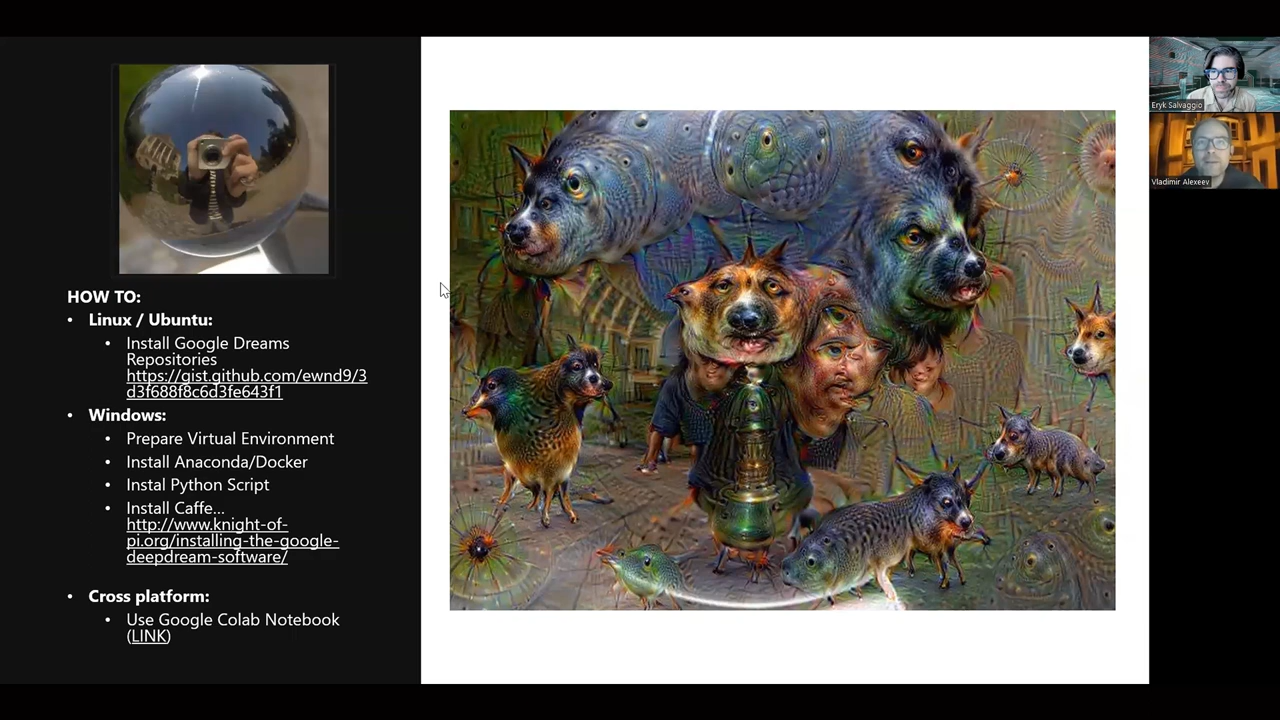 HOW TO:
• Linux / Ubuntu:
• Install Google Dreams
Repositories
https://gist.github.com/ewnd9/3
d3f688f8c6d3fe643f1
• Windows:
• Prepare Virtual Environment
• Install Anaconda/Docker
• Instal Python Script
• Install Caffe...
http://www.knight-of-
pi.org/installing-the-google-
deepdream-software/
• Cross platform:
• Use Google Colab Notebook
(LINK)
Eryk Salvaggio
Vladimir Alexeev